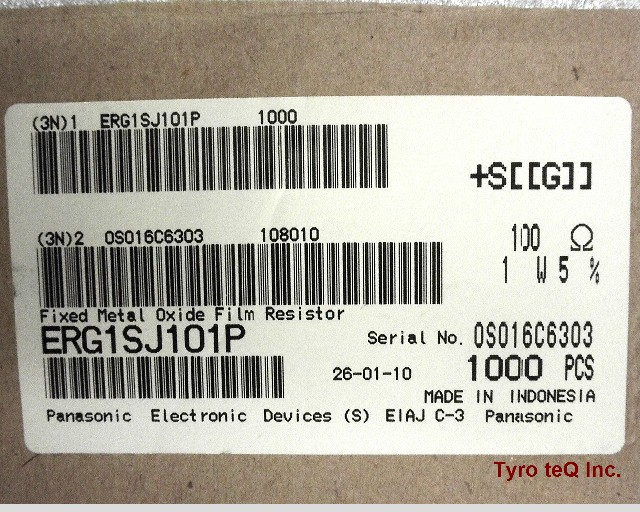 (3N)1 ERG1SJ101P 1000
+S[[G]]
(3N)2 0S016C6303 108010
100 Ω
1 W 5 %
Fixed Metal Oxide Film Resistor
ERG1SJ101P
Serial No. 0S016C6303
26-01-10 1000 PCS
MADE IN INDONESIA
Panasonic Electronic Devices (S) EIAJ C-3 Panasonic
Tyro teQ Inc.